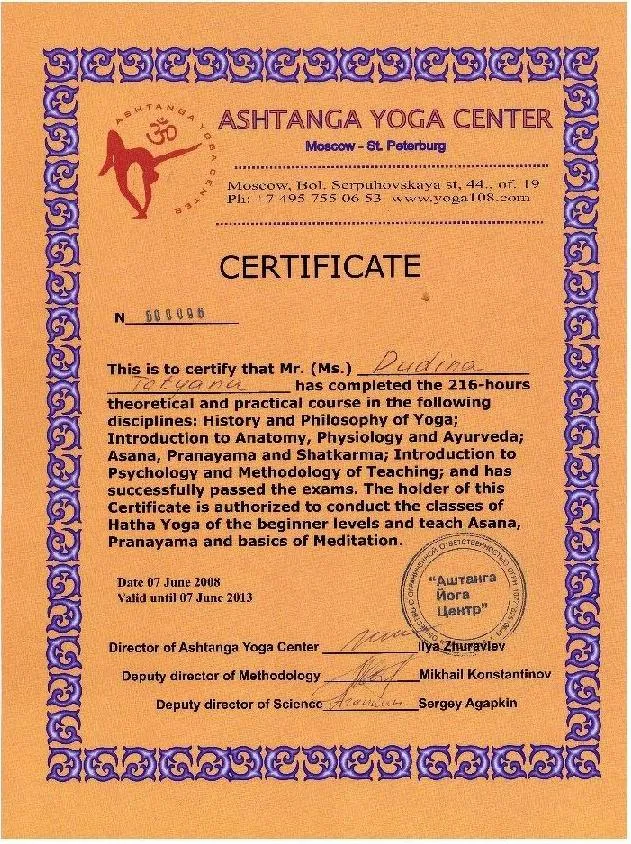 ASHTANGA YOGA CENTER
ASHTANGA YOGA CENTER
Moscow - St. Peterburg
Moscow, Bol. Serpuhovskaya st, 44., of. 19
Ph: +7 495 755 06 53 www.yoga108.com
CERTIFICATE
N
This is to certify that Mr. (Ms.) Dudina
Tatyana has completed the 216-hours
theoretical and practical course in the following
disciplines: History and Philosophy of Yoga;
Introduction to Anatomy, Physiology and Ayurveda;
Asana, Pranayama and Shatkarma; Introduction to
Psychology and Methodology of Teaching; and has
successfully passed the exams. The holder of this
Certificate is authorized to conduct the classes of
Hatha Yoga of the beginner levels and teach Asana,
Pranayama and basics of Meditation.
Date 07 June 2008
Valid until 07 June 2013
"Аштанга
Йога
Центр"
Director of Ashtanga Yoga Center Ilya Zhuravlev
Deputy director of Methodology Mikhail Konstantinov
Deputy director of Science Sergey Agapkin